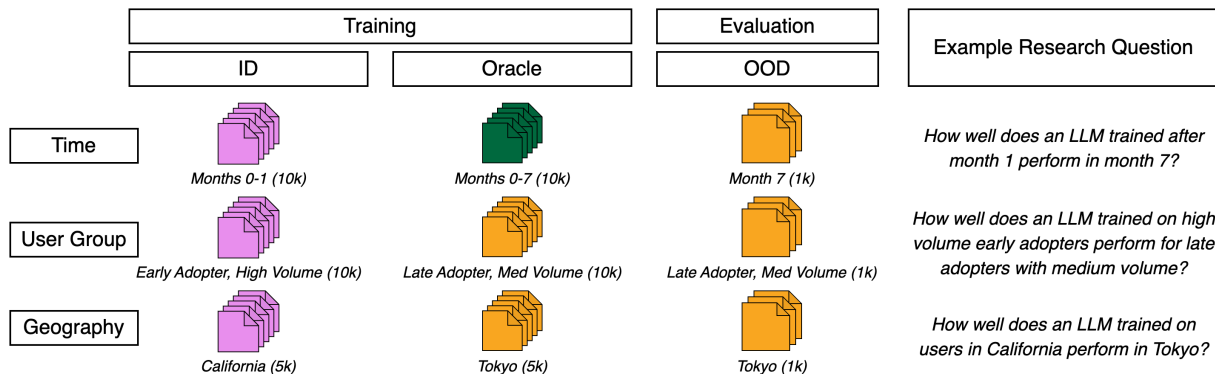 Training
Evaluation
Example Research Question
ID
Oracle
OOD
Time
Months 0-1 (10k)
Months 0-7 (10k)
Month 7 (1k)
How well does an LLM trained after
month 1 perform in month 7?
User Group
Early Adopter, High Volume (10k)
Late Adopter, Med Volume (10k)
Late Adopter, Med Volume (1k)
How well does an LLM trained on high
volume early adopters perform for late
adopters with medium volume?
Geography
California (5k)
Tokyo (5k)
Tokyo (1k)
How well does an LLM trained on
users in California perform in Tokyo?